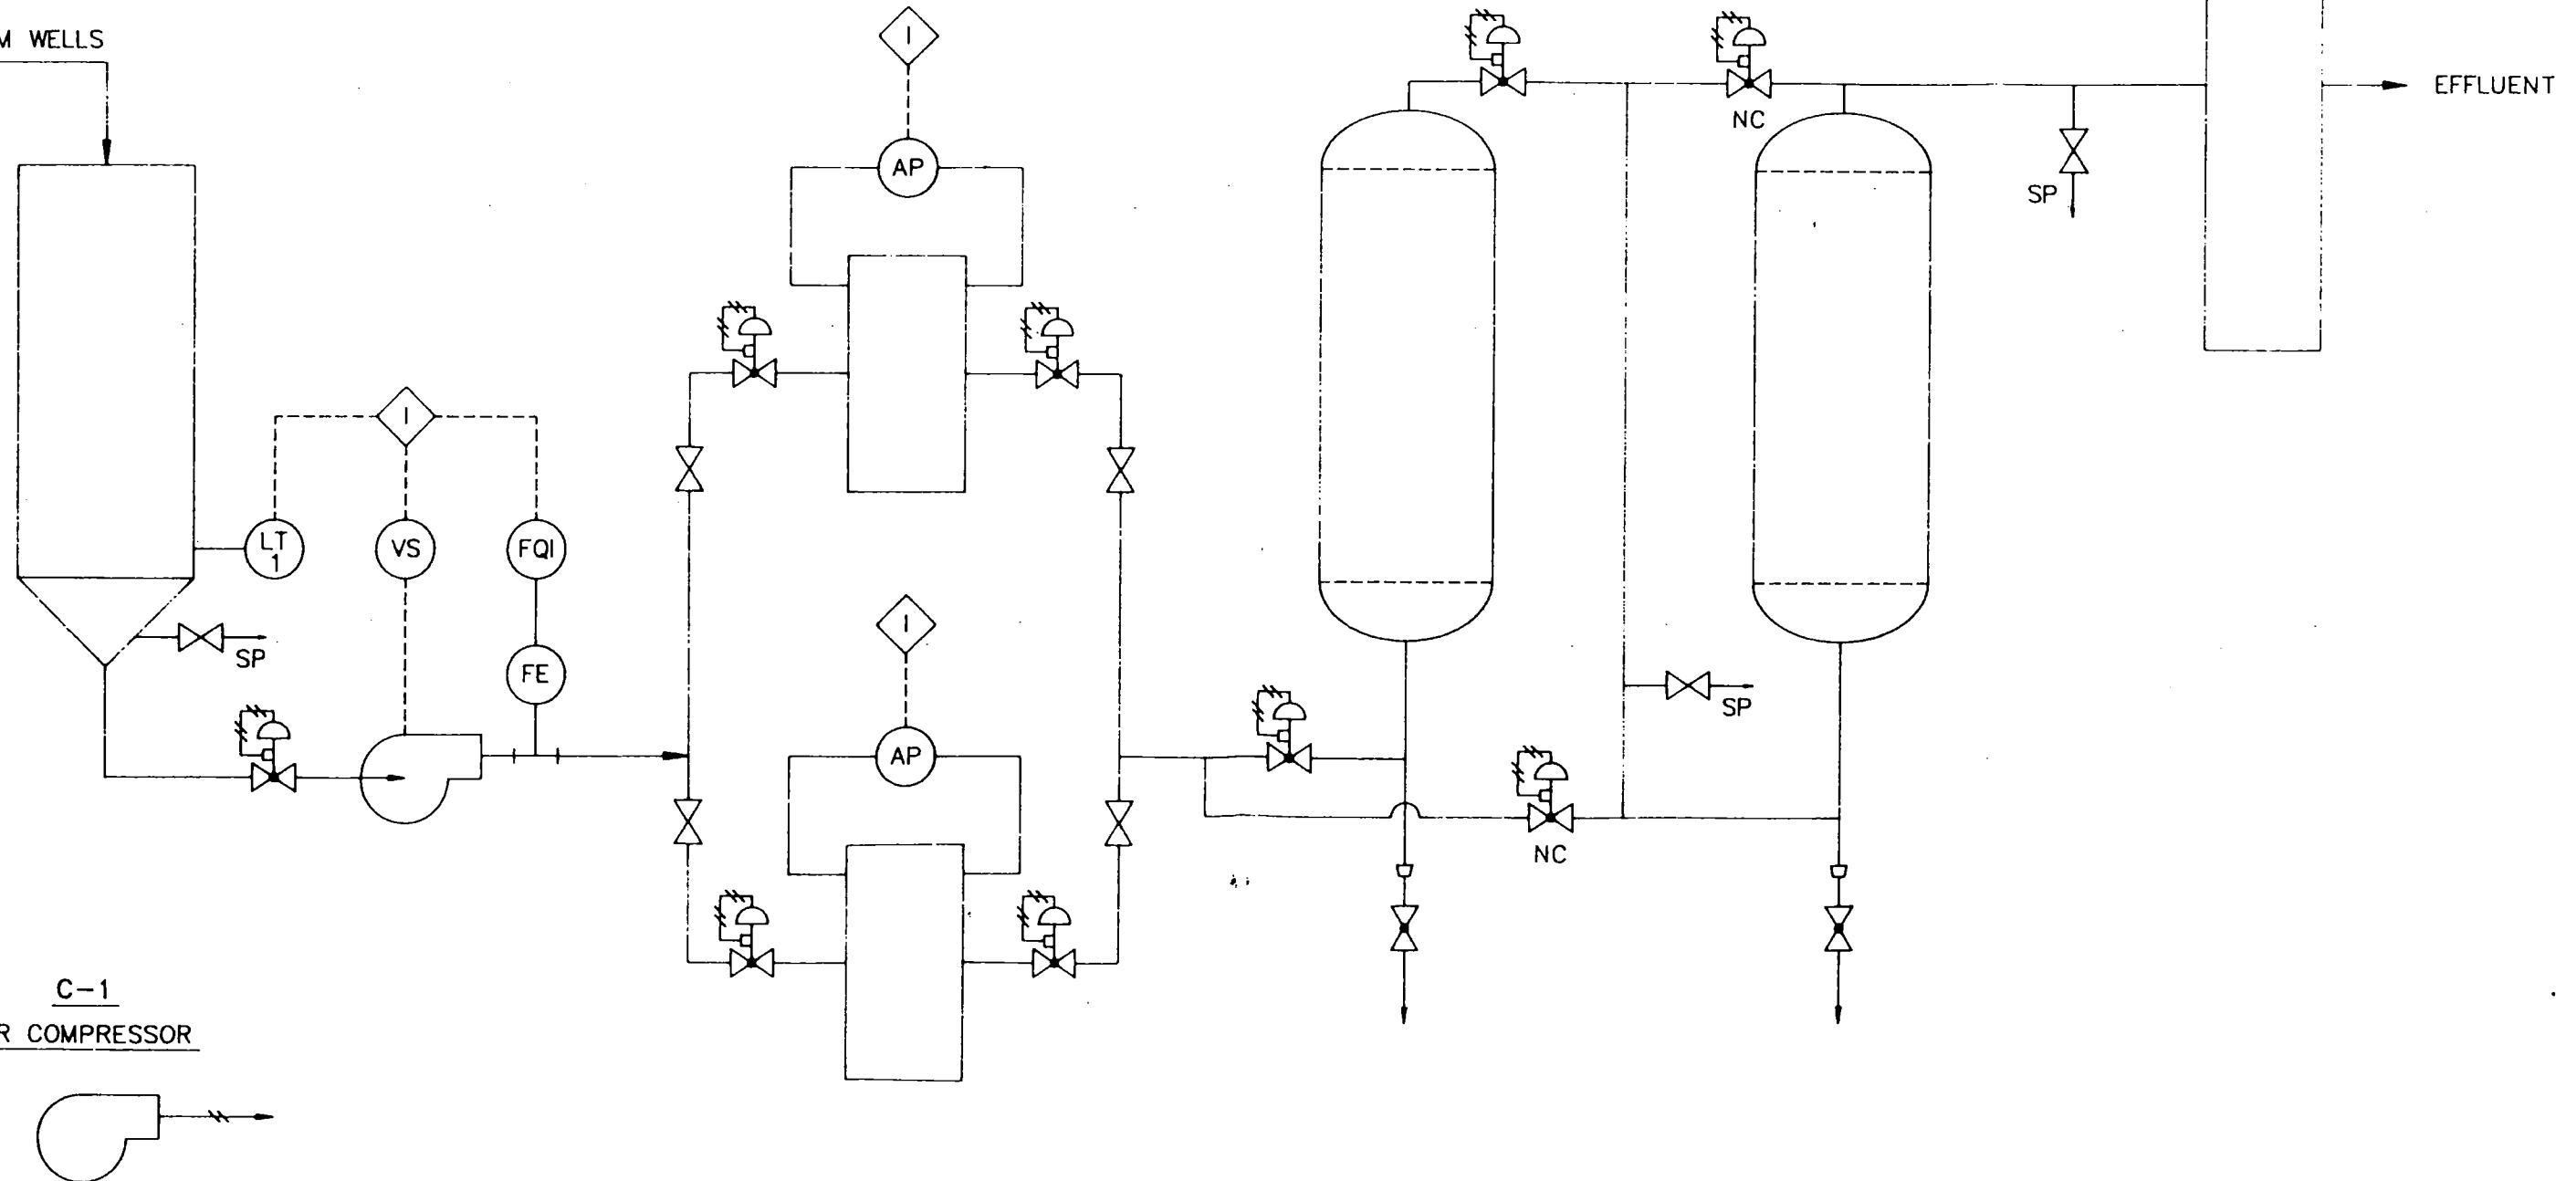 M WELLS
I
EFFLUENT
NC
AP
SP
I
LT
1
VS
FQI
SP
FE
I
SP
AP
NC
C-1
R COMPRESSOR